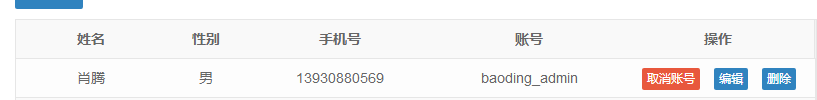 姓名 性别 手机号 账号 操作
肖腾 男 13930880569 baoding_admin 取消账号 编辑 删除